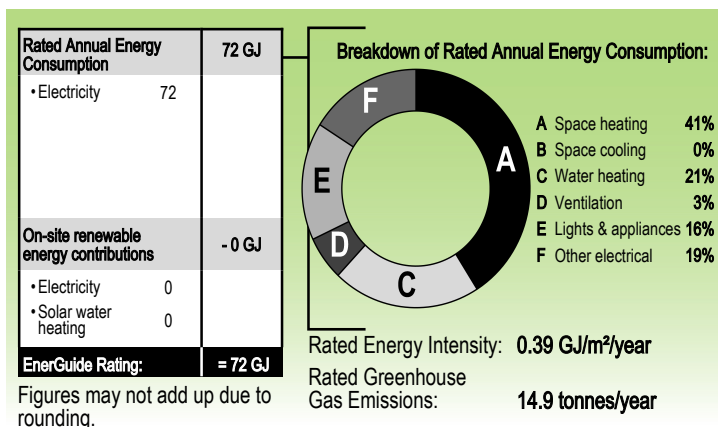 Rated Annual Energy
Consumption
72 GJ
•Electricity 72
On-site renewable
energy contributions
- 0 GJ
•Electricity 0
•Solar water
heating 0
EnerGuide Rating: = 72 GJ
Figures may not add up due to
rounding.
Breakdown of Rated Annual Energy Consumption:
F
A
E
D
C
A Space heating 41%
B Space cooling 0%
C Water heating 21%
D Ventilation 3%
E Lights & appliances 16%
F Other electrical 19%
Rated Energy Intensity: 0.39 GJ/m²/year
Rated Greenhouse
Gas Emissions: 14.9 tonnes/year